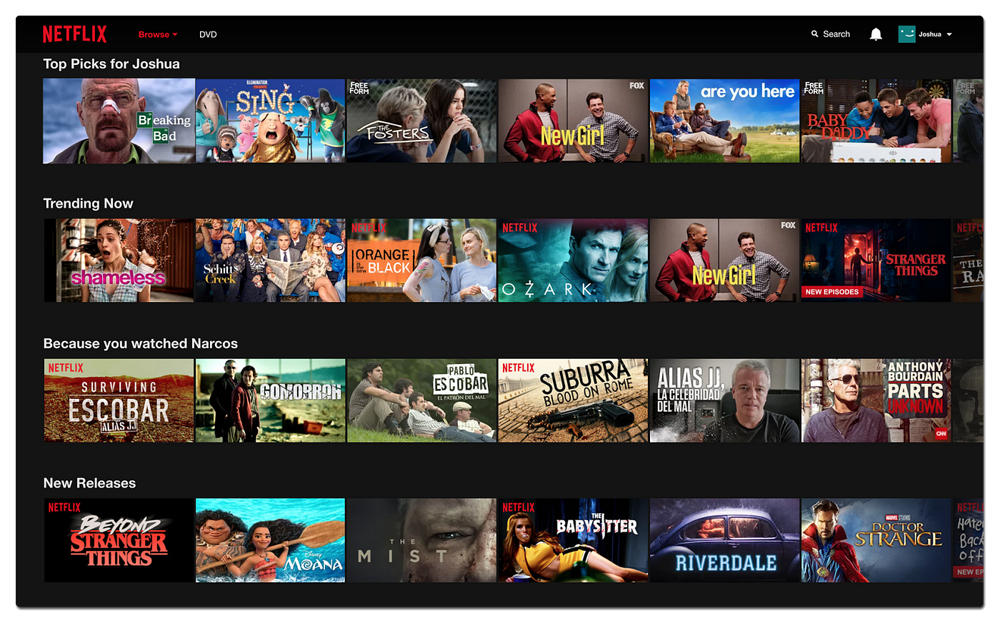 NETFLIX
Browse
DVD
Search
Joshua
Top Picks for Joshua
Breaking
Bad
ILLUMINATION
PRESENTS
SING
FREE
FORM
THE
FOSTERS
FOX
New Girl
are you here
FREE
FORM
BABY
DADDY
FREE
FORM
Trending Now
shameless
Schitt's
Creek
NETFLIX
ORANGE
is the new BLACK
NETFLIX
OZARK
FOX
New Girl
NETFLIX
STRANGER
THINGS
NEW EPISODES
NETFL
THE
RA
Because you watched Narcos
NETFLIX
SURVIVING
ESCOBAR
ALIAS JJ
GOMORRAH
PABLO
ESCOBAR
EL PATRÓN DEL MAL
NETFLIX
SUBURRA
BLOOD ON ROME
ALIAS JJ,
LA CELEBRIDAD
DEL MAL
ANTHONY
BOURDAIN
PARTS
UNKNOWN
CNN
New Releases
NETFLIX
BEYOND
STRANGER
THINGS
DISNEY
MOANA
THE
MIST
NETFLIX
THE
BABYSITTER
RIVERDALE
MARVEL STUDIOS
DOCTOR
STRANGE
NETFL
Hate
Back
Off
NEW EP